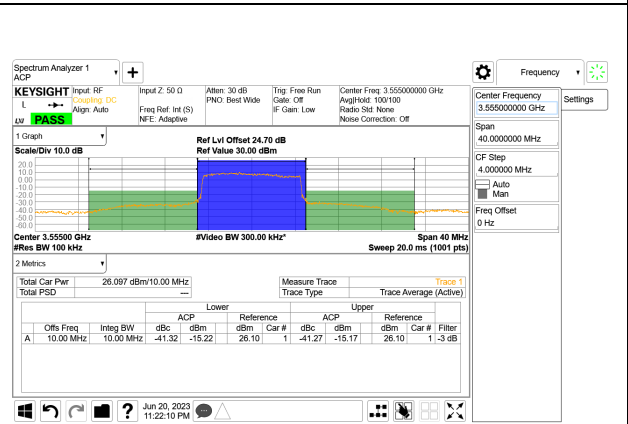 Spectrum Analyzer 1
ACP
Frequency
KEYSIGHT Input: RF Input Z: 50 Ω Atten: 30 dB Trig: Free Run Center Freq: 3.555000000 GHz
L Coupling: DC PNO: Best Wide Gate: Off Avg|Hold: 100/100
Align: Auto Freq Ref: Int (S) IF Gain: Low Radio Std: None
PASS NFE: Adaptive Noise Correction: Off
1 Graph
Ref Lvl Offset 24.70 dB
Scale/Div 10.0 dB Ref Value 30.00 dBm
20.0
10.0
0.00
-10.0
-20.0
-30.0
-40.0
-50.0
-60.0
Center 3.55500 GHz #Video BW 300.00 kHz* Span 40 MHz
#Res BW 100 kHz Sweep 20.0 ms (1001 pts)
2 Metrics
Total Car Pwr 26.097 dBm/10.00 MHz Measure Trace Trace 1
Total PSD --- Trace Type Trace Average (Active)
Lower Upper
ACP Reference ACP Reference
Offs Freq Integ BW dBc dBm dBm Car # dBc dBm dBm Car # Filter
A 10.00 MHz 10.00 MHz -41.32 -15.22 26.10 1 -41.27 -15.17 26.10 1 -3 dB
Jun 20, 2023
11:22:10 PM
Center Frequency
3.555000000 GHz
Settings
Span
40.0000000 MHz
CF Step
4.000000 MHz
Auto
Man
Freq Offset
0 Hz